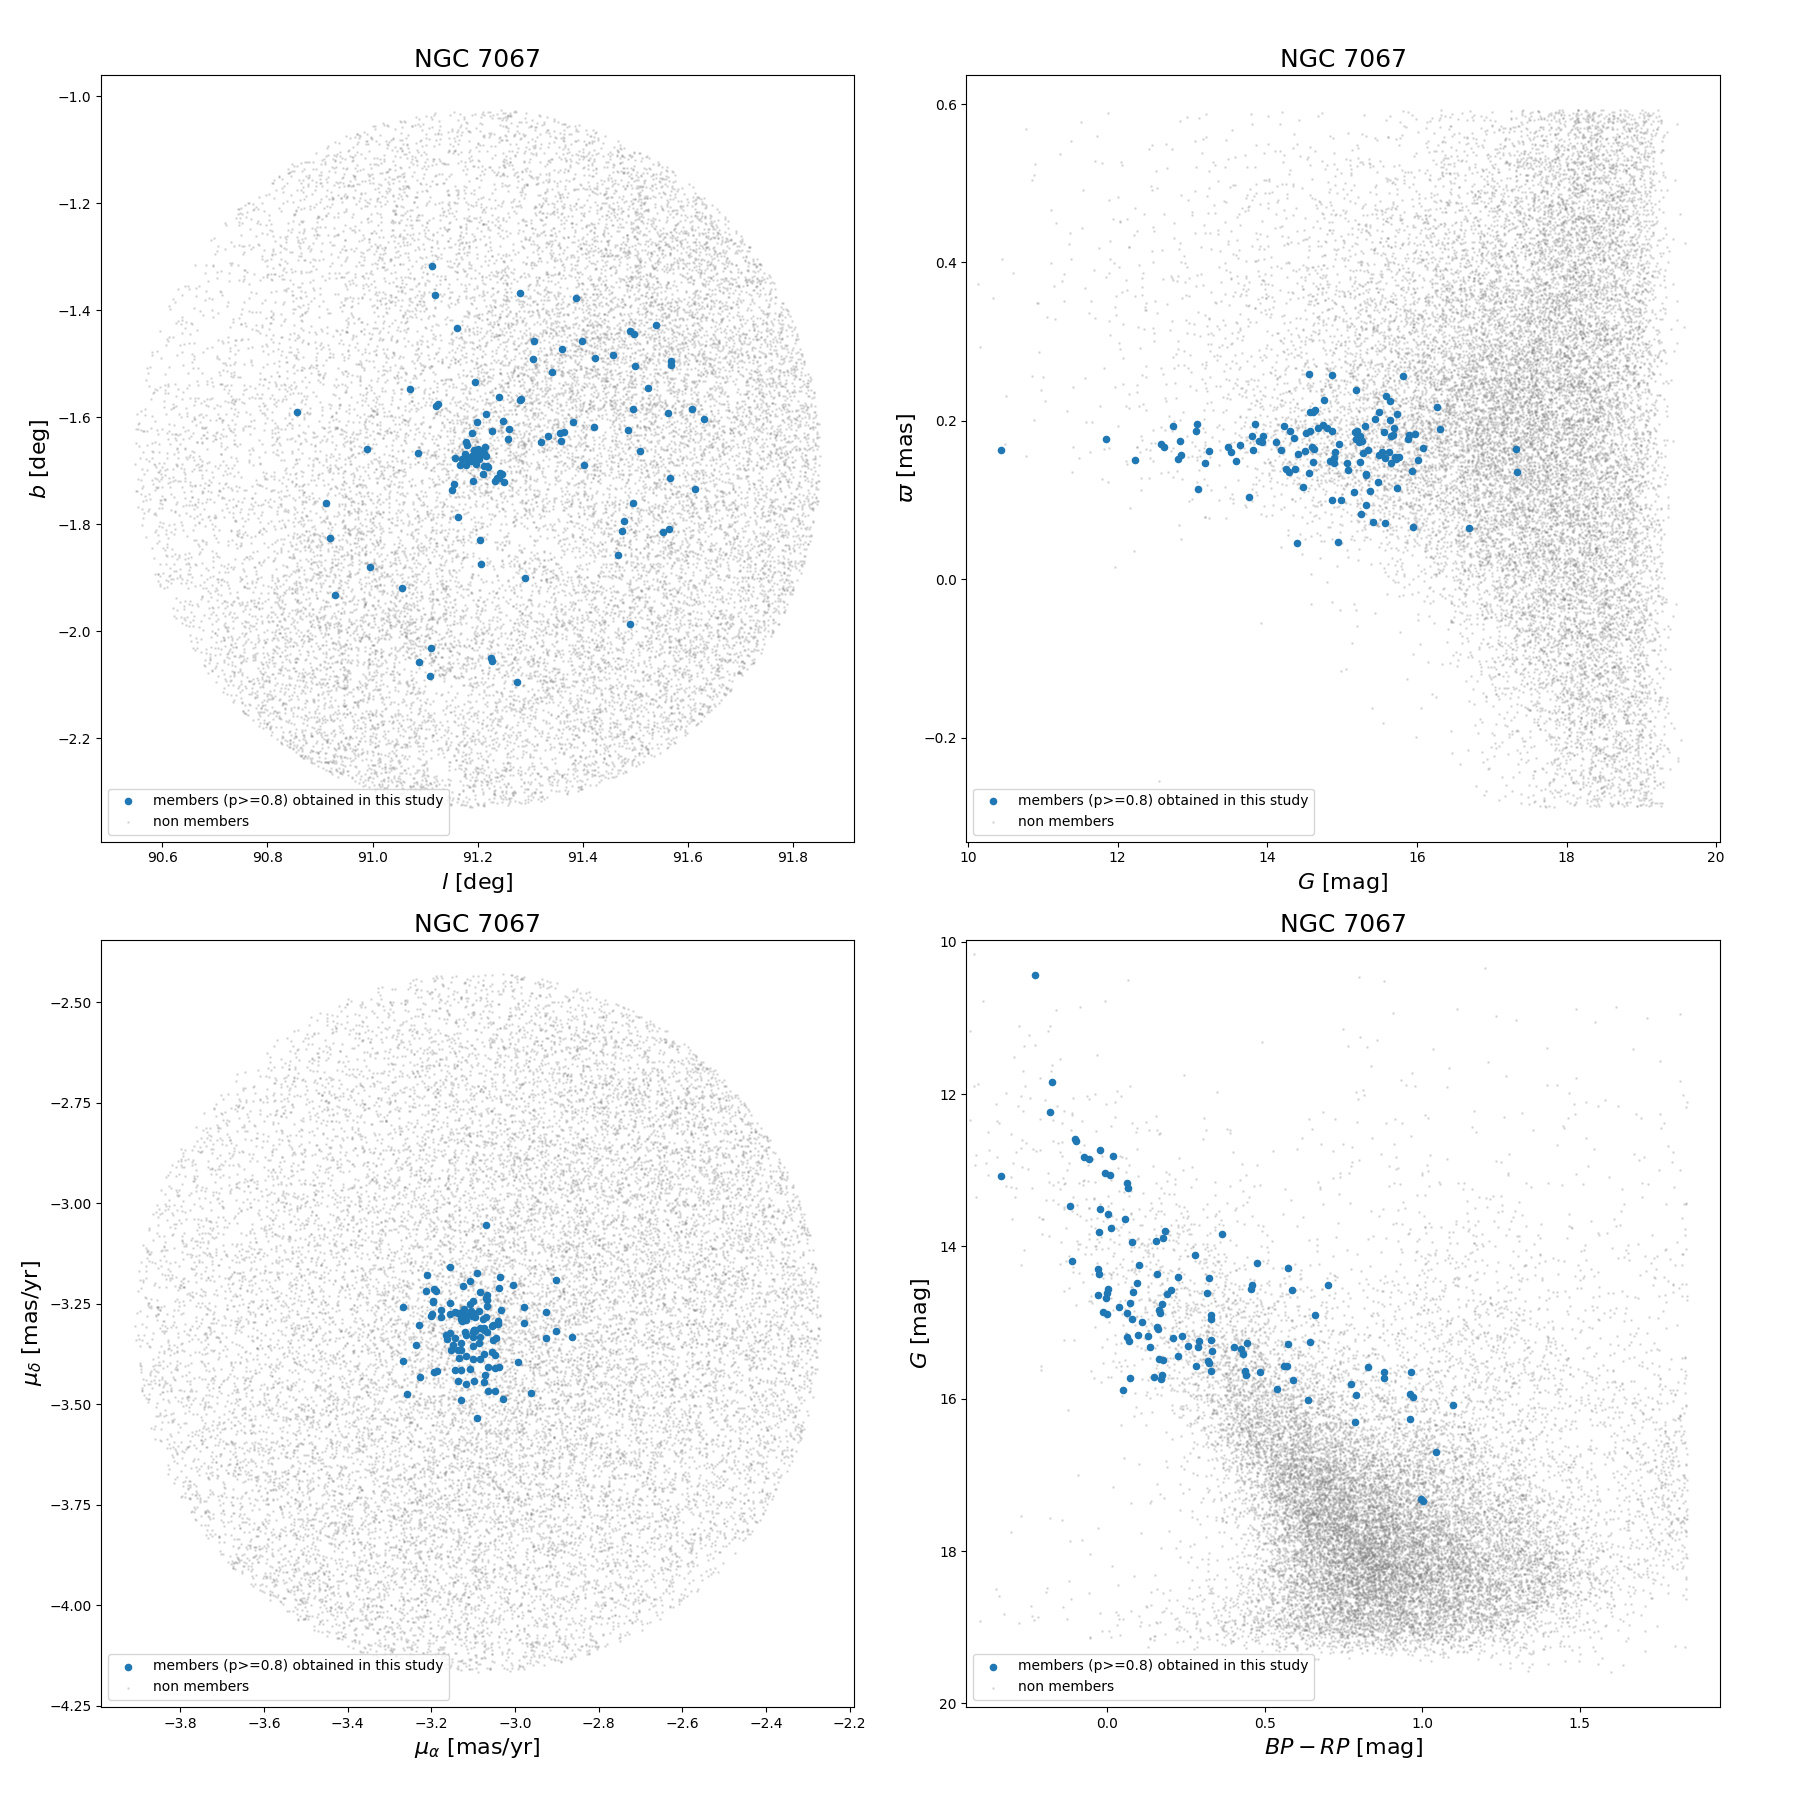 NGC 7067
−1.0
−1.2
−1.4
−1.6
−1.8
−2.0
−2.2
b [deg]
90.6 90.8 91.0 91.2 91.4 91.6 91.8
l [deg]
members (p>=0.8) obtained in this study
non members
NGC 7067
0.6
0.4
0.2
0.0
−0.2
ϖ [mas]
10 12 14 16 18 20
G [mag]
members (p>=0.8) obtained in this study
non members
NGC 7067
−2.50
−2.75
−3.00
−3.25
−3.50
−3.75
−4.00
−4.25
μδ [mas/yr]
−3.8 −3.6 −3.4 −3.2 −3.0 −2.8 −2.6 −2.4 −2.2
μα [mas/yr]
members (p>=0.8) obtained in this study
non members
NGC 7067
10
12
14
16
18
20
G [mag]
0.0 0.5 1.0 1.5
BP − RP [mag]
members (p>=0.8) obtained in this study
non members